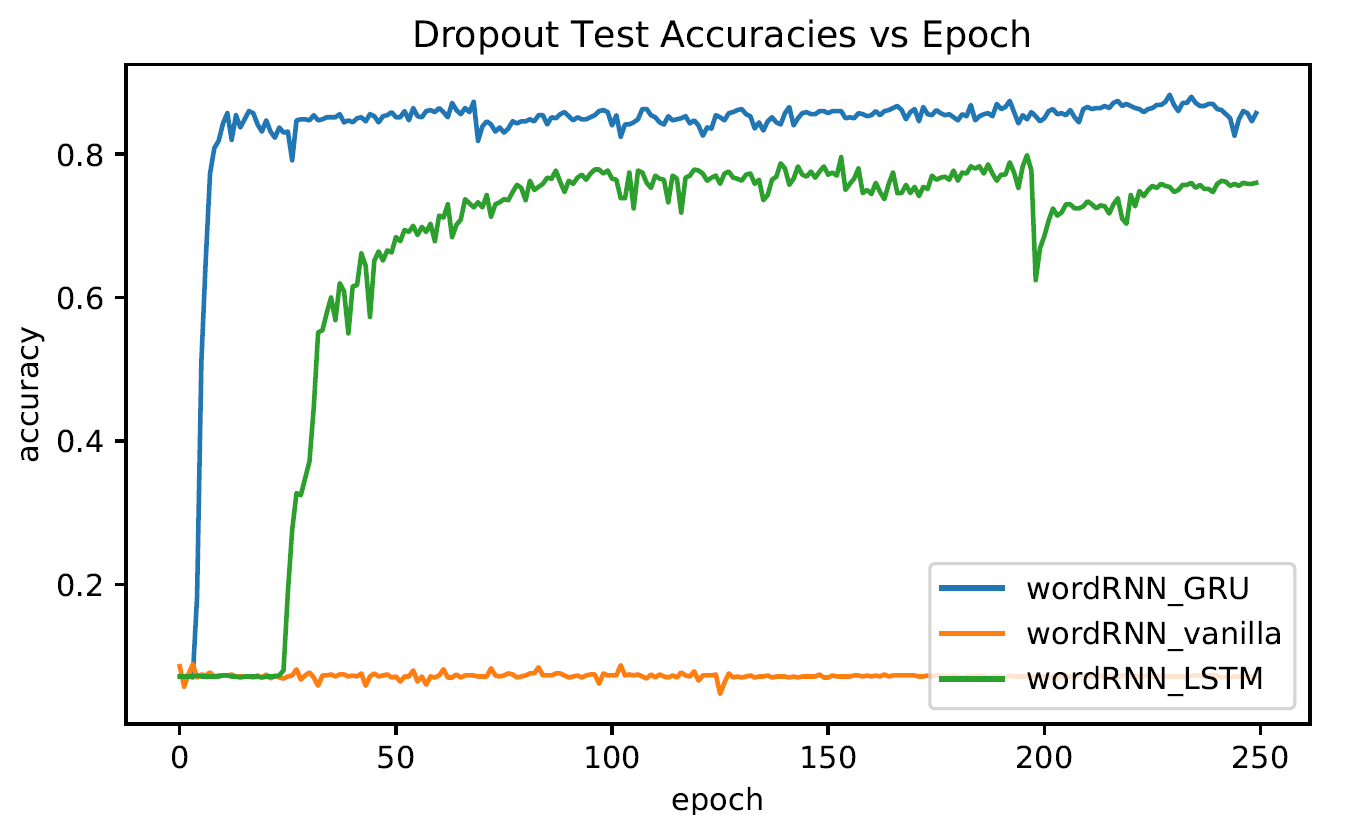 Dropout Test Accuracies vs Epoch
accuracy
0.8
0.6
0.4
0.2
wordRNN_GRU
wordRNN_vanilla
wordRNN_LSTM
0 50 100 150 200 250
epoch